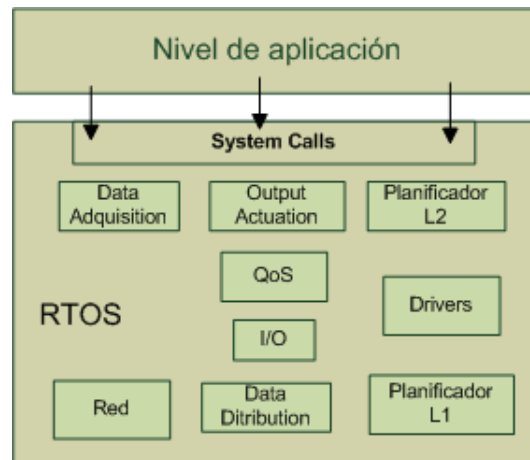 Nivel de aplicación
System Calls
Data
Adquisition
Output
Actuation
Planificador
L2
QoS
Drivers
RTOS
I/O
Red
Data
Ditribution
Planificador
L1